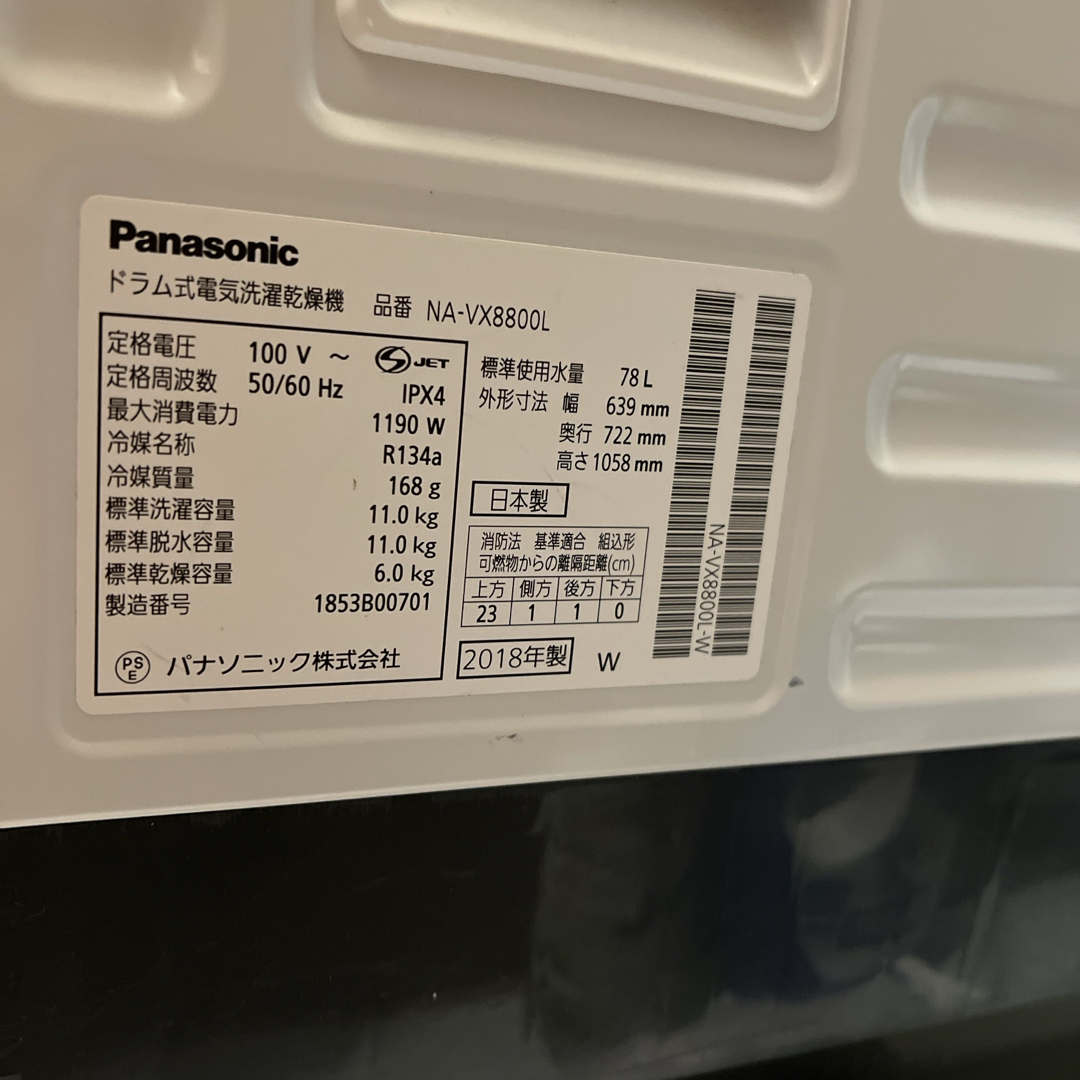 Panasonic
ドラム式電気洗濯乾燥機 品番 NA-VX8800L
定格電圧 100 V ～ S JET
定格周波数 50/60 Hz IPX4
最大消費電力 1190 W
冷媒名称 R134a
冷媒質量 168 g
標準洗濯容量 11.0 kg
標準脱水容量 11.0 kg
標準乾燥容量 6.0 kg
製造番号 1853B00701
PS
E
パナソニック株式会社
標準使用水量 78 L
外形寸法 幅 639 mm
奥行 722 mm
高さ 1058 mm
日本製
消防法 基準適合 組込形
可燃物からの離隔距離(cm)
上方 側方 後方 下方
23 1 1 0
2018年製 W
NA-VX8800L-W